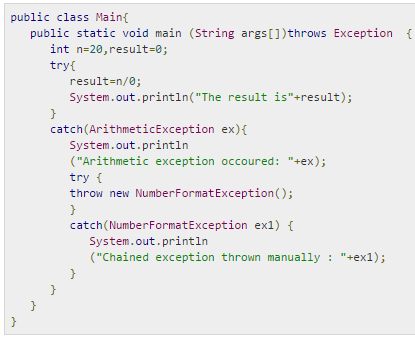 public class Main{
public static void main (String args[])throws Exception  {
int n=20,result=0;
try{
result=n/0;
System.out.println("The result is"+result);
}
catch(ArithmeticException ex){
System.out.println
("Arithmetic exception occoured: "+ex);
try {
throw new NumberFormatException();
}
catch(NumberFormatException ex1) {
System.out.println
("Chained exception thrown manually : "+ex1);
}
}
}
}